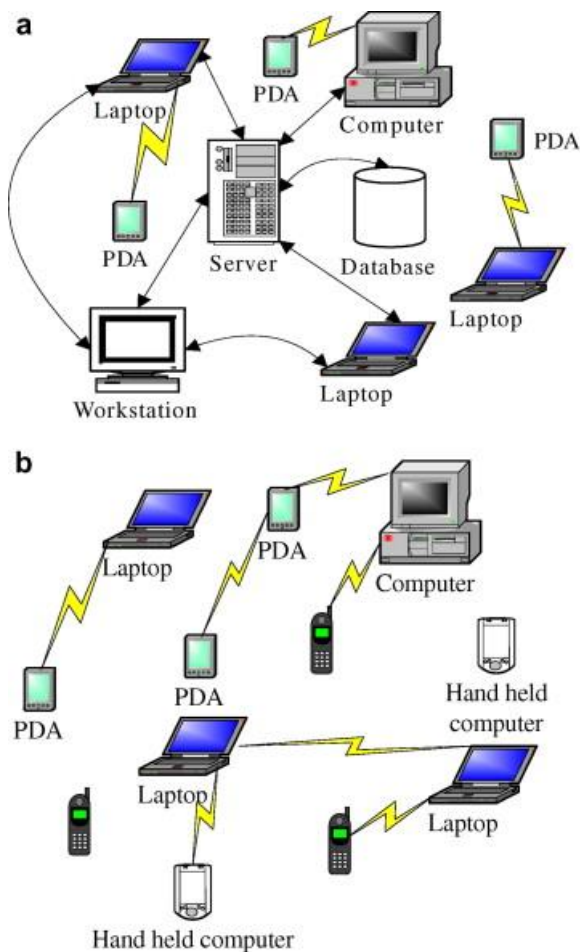 a
PDA
Laptop
Computer
PDA
PDA
Server
Database
Laptop
Workstation
Laptop
b
PDA
Laptop
Computer
PDA
PDA
Hand held
computer
Laptop
Laptop
Hand held computer